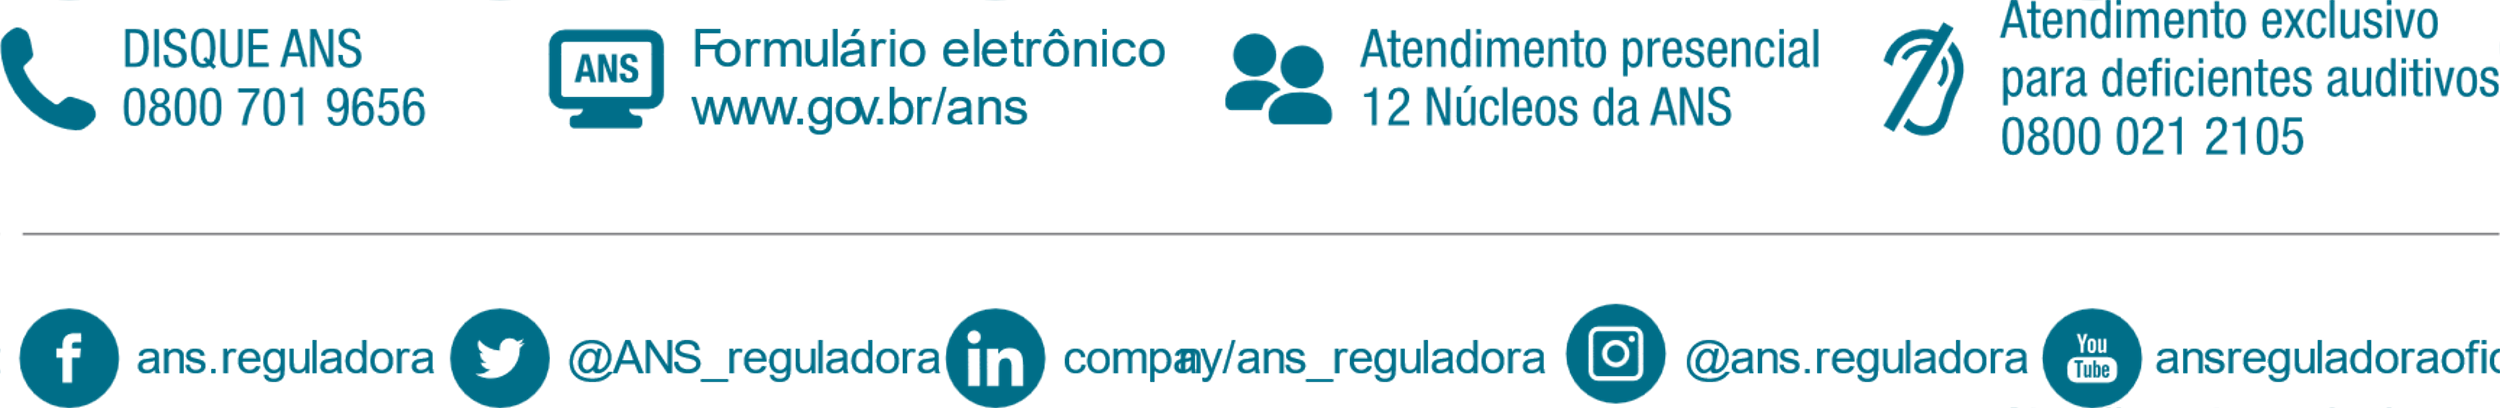 DISQUE ANS
0800 701 9656
ANS
Formulário eletrônico
www.gov.br/ans
Atendimento presencial
12 Núcleos da ANS
Atendimento exclusivo
para deficientes auditivos
0800 021 2105
f ans.reguladora
@ANS_reguladora
in company/ans_reguladora
@ans.reguladora
You
Tube
ansreguladoraofic